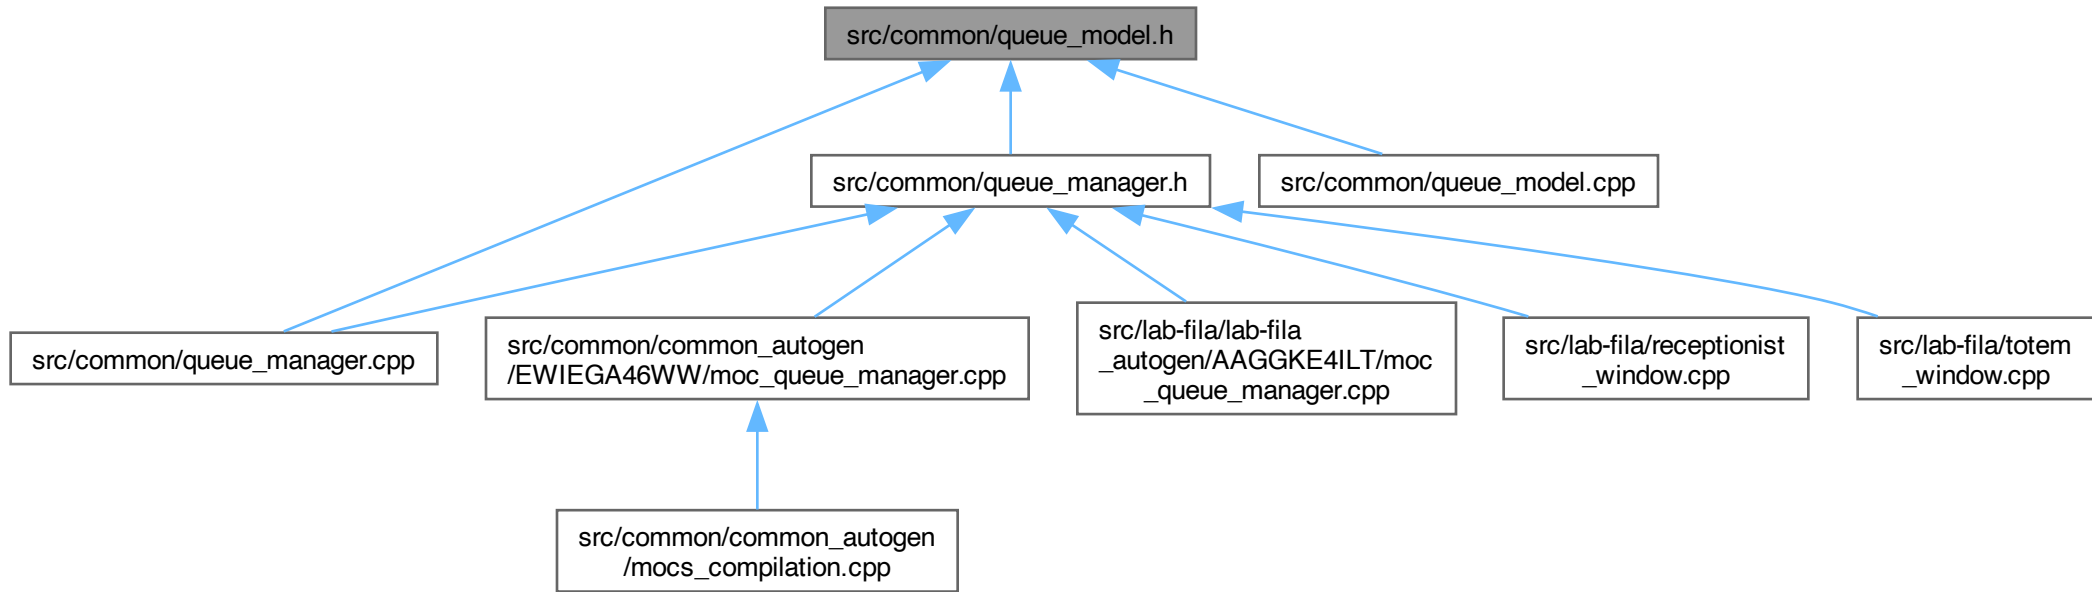 src/common/queue_model.h
src/common/queue_manager.h
src/common/queue_model.cpp
src/common/queue_manager.cpp
src/common/common_autogen
/EWIEGA46WW/moc_queue_manager.cpp
src/lab-fila/lab-fila
_autogen/AAGGKE4ILT/moc
_queue_manager.cpp
src/lab-fila/receptionist
_window.cpp
src/lab-fila/totem
_window.cpp
src/common/common_autogen
/mocs_compilation.cpp